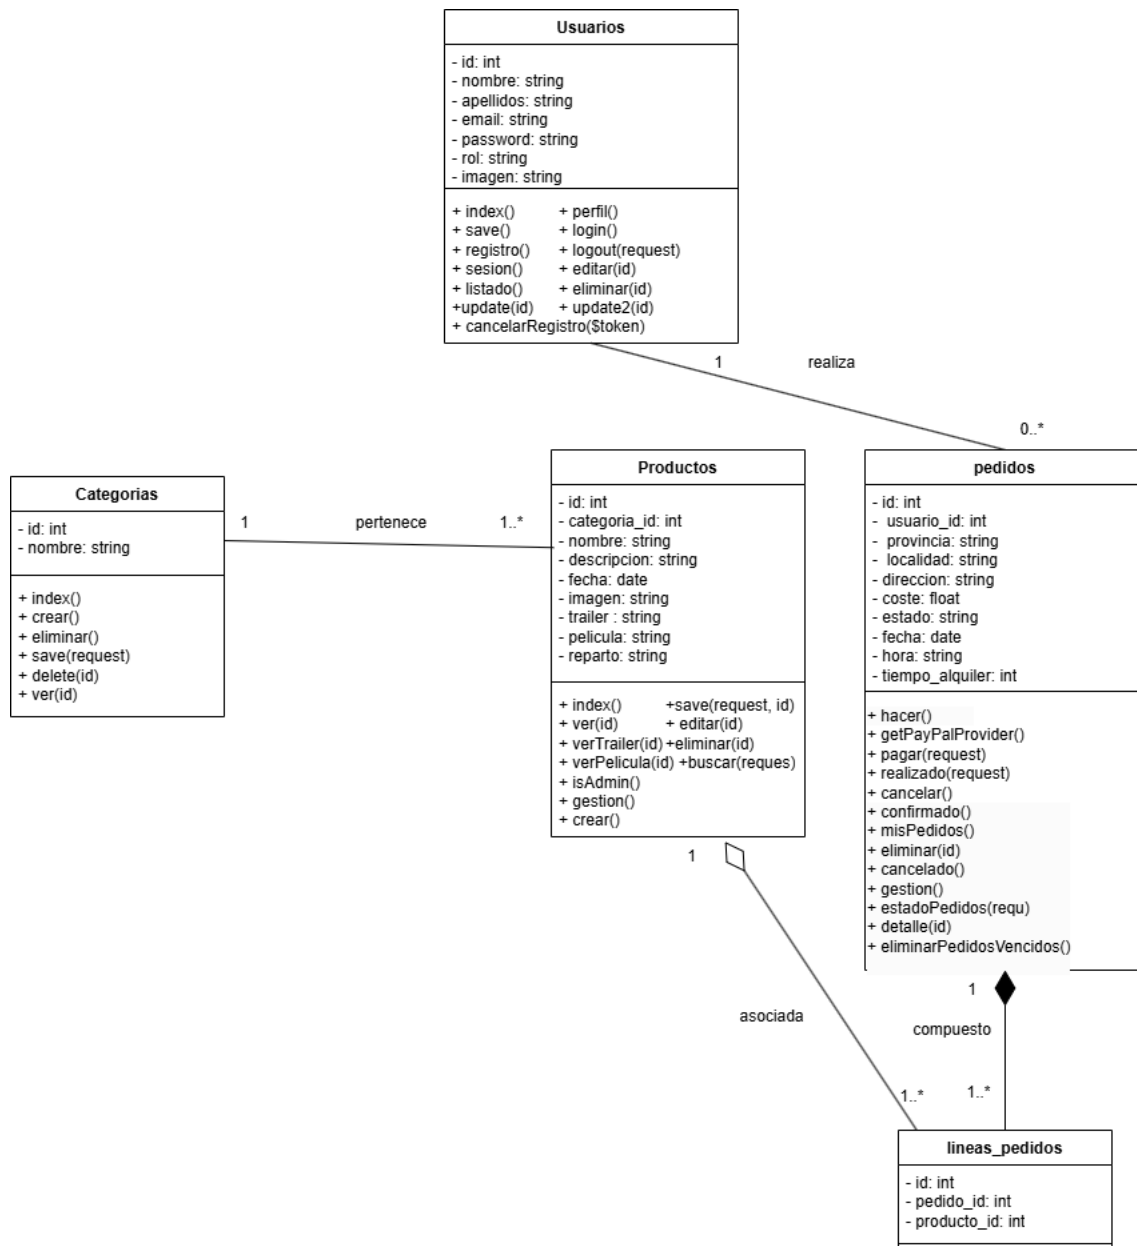 Usuarios
- id: int
- nombre: string
- apellidos: string
- email: string
- password: string
- rol: string
- imagen: string
+ index() + perfil()
+ save() + login()
+ registro() + logout(request)
+ sesion() + editar(id)
+ listado() + eliminar(id)
+update(id) + update2(id)
+ cancelarRegistro($token)
1 realiza
0..*
Categorias
- id: int
- nombre: string
+ index()
+ crear()
+ eliminar()
+ save(request)
+ delete(id)
+ ver(id)
1 pertenece 1..*
Productos
- id: int
- categoria_id: int
- nombre: string
- descripcion: string
- fecha: date
- imagen: string
- trailer : string
- pelicula: string
- reparto: string
+ index() +save(request, id)
+ ver(id) + editar(id)
+ verTrailer(id) +eliminar(id)
+ verPelicula(id) +buscar(reques)
+ isAdmin()
+ gestion()
+ crear()
pedidos
- id: int
- usuario_id: int
- provincia: string
- localidad: string
- direccion: string
- coste: float
- estado: string
- fecha: date
- hora: string
- tiempo_alquiler: int
+ hacer()
+ getPayPalProvider()
+ pagar(request)
+ realizado(request)
+ cancelar()
+ confirmado()
+ misPedidos()
+ eliminar(id)
+ cancelado()
+ gestion()
+ estadoPedidos(requ)
+ detalle(id)
+ eliminarPedidosVencidos()
1
asociada
1..*
1
compuesto
1..*
lineas_pedidos
- id: int
- pedido_id: int
- producto_id: int